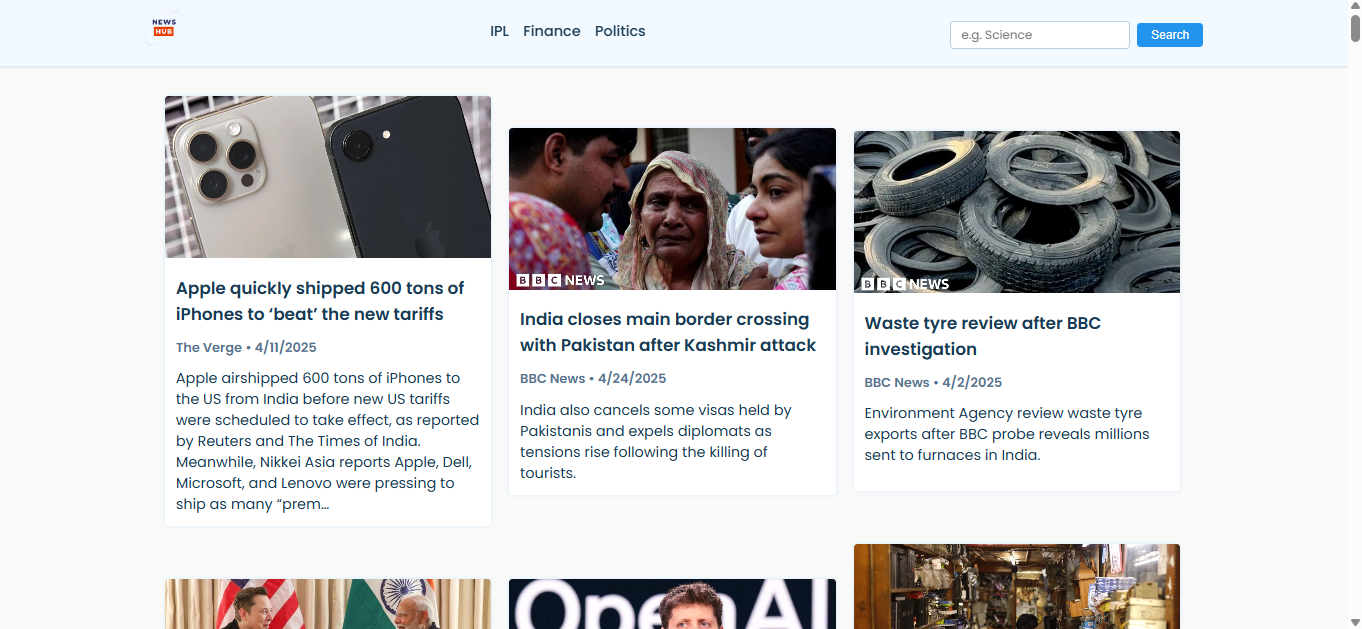 NEWS
HUB
IPL Finance Politics
e.g. Science
Search
Apple quickly shipped 600 tons of
iPhones to ‘beat’ the new tariffs
The Verge • 4/11/2025
Apple airshipped 600 tons of iPhones to
the US from India before new US tariffs
were scheduled to take effect, as reported
by Reuters and The Times of India.
Meanwhile, Nikkei Asia reports Apple, Dell,
Microsoft, and Lenovo were pressing to
ship as many “prem…
BBC NEWS
India closes main border crossing
with Pakistan after Kashmir attack
BBC News • 4/24/2025
India also cancels some visas held by
Pakistanis and expels diplomats as
tensions rise following the killing of
tourists.
BBC NEWS
Waste tyre review after BBC
investigation
BBC News • 4/2/2025
Environment Agency review waste tyre
exports after BBC probe reveals millions
sent to furnaces in India.
OpenAI